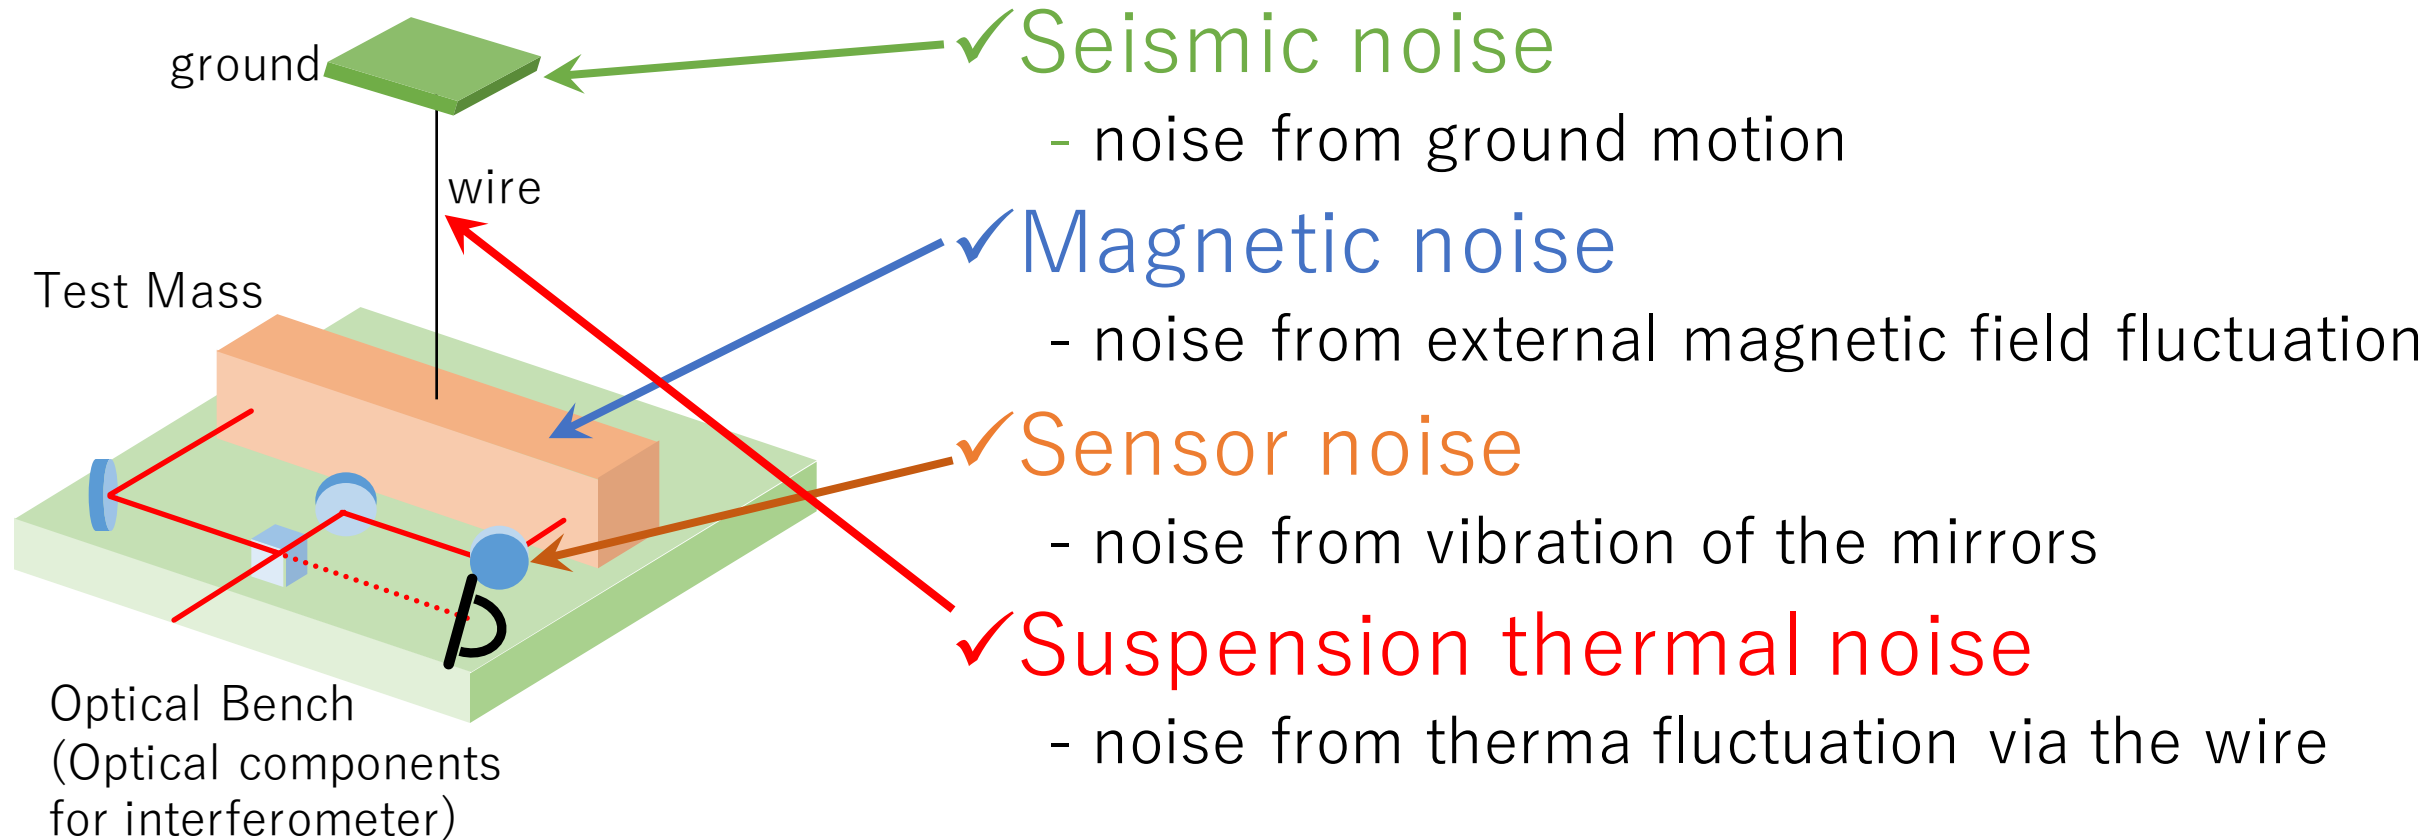 ground
wire
Test Mass
Optical Bench
(Optical components
for interferometer)
✓Seismic noise
- noise from ground motion
✓Magnetic noise
- noise from external magnetic field fluctuation
✓Sensor noise
- noise from vibration of the mirrors
✓Suspension thermal noise
- noise from therma fluctuation via the wire